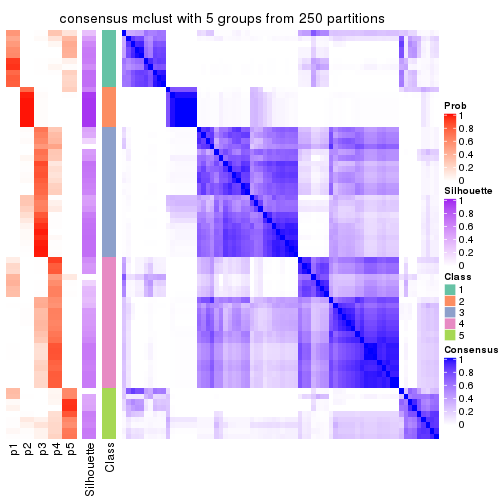 consensus mclust with 5 groups from 250 partitions
Prob
1
0.8
0.6
0.4
0.2
0
Silhouette
1
0.8
0.6
0.4
0.2
0
Class
1
2
3
4
5
Consensus
1
0.8
0.6
0.4
0.2
0
p1
p2
p3
p4
p5
Silhouette
Class